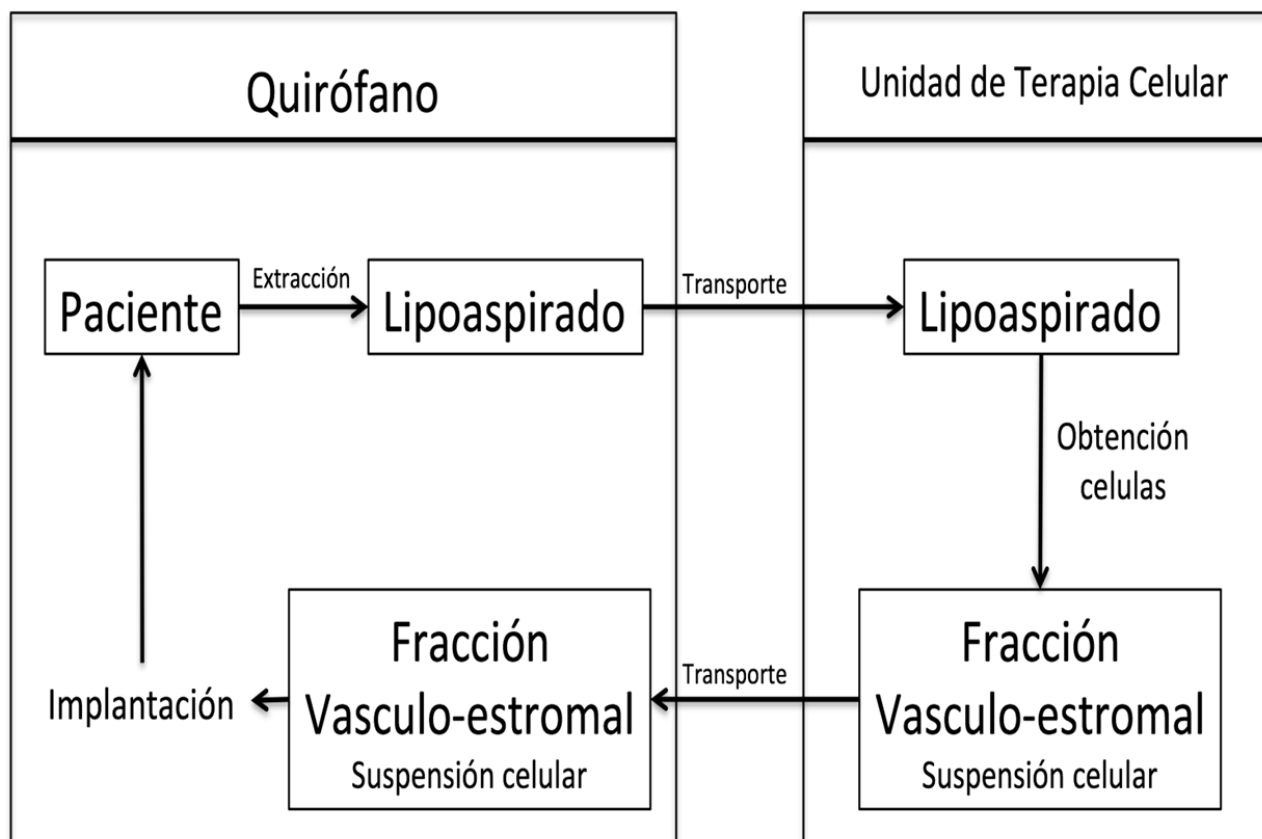 Quirófano
Unidad de Terapia Celular
Paciente
Extracción
Lipoaspirado
Transporte
Lipoaspirado
Obtención
celulas
Fracción
Vasculo-estromal
Suspensión celular
Transporte
Fracción
Vasculo-estromal
Suspensión celular
Implantación